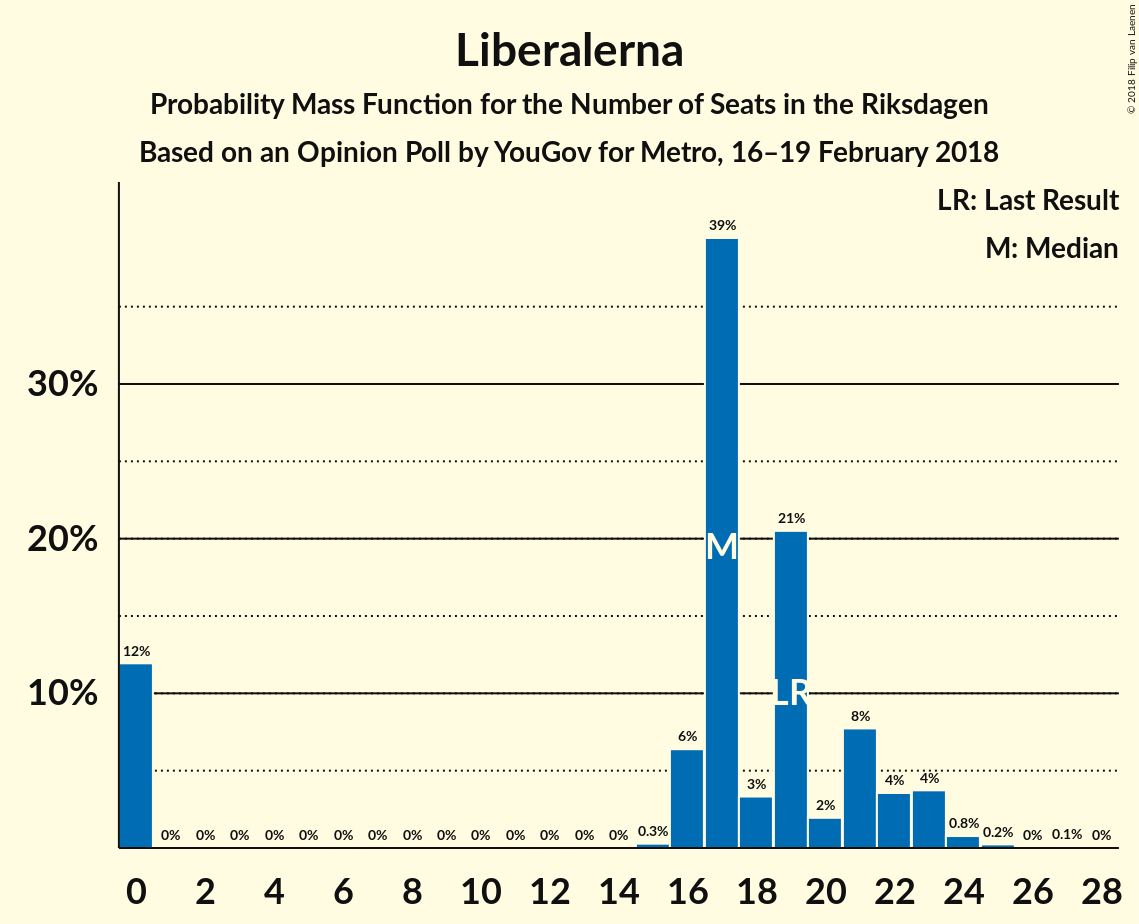 © 2018 Filip van Laenen
Liberalerna
Probability Mass Function for the Number of Seats in the Riksdagen
Based on an Opinion Poll by YouGov for Metro, 16–19 February 2018
LR: Last Result
M: Median
39%
30%
21%
20%
M
12%
10%
LR
8%
6%
4% 4%
3%
2%
0% 0% 0% 0% 0% 0% 0% 0% 0% 0% 0% 0% 0% 0% 0.3% 0.8% 0.2% 0% 0.1% 0%
0 2 4 6 8 10 12 14 16 18 20 22 24 26 28